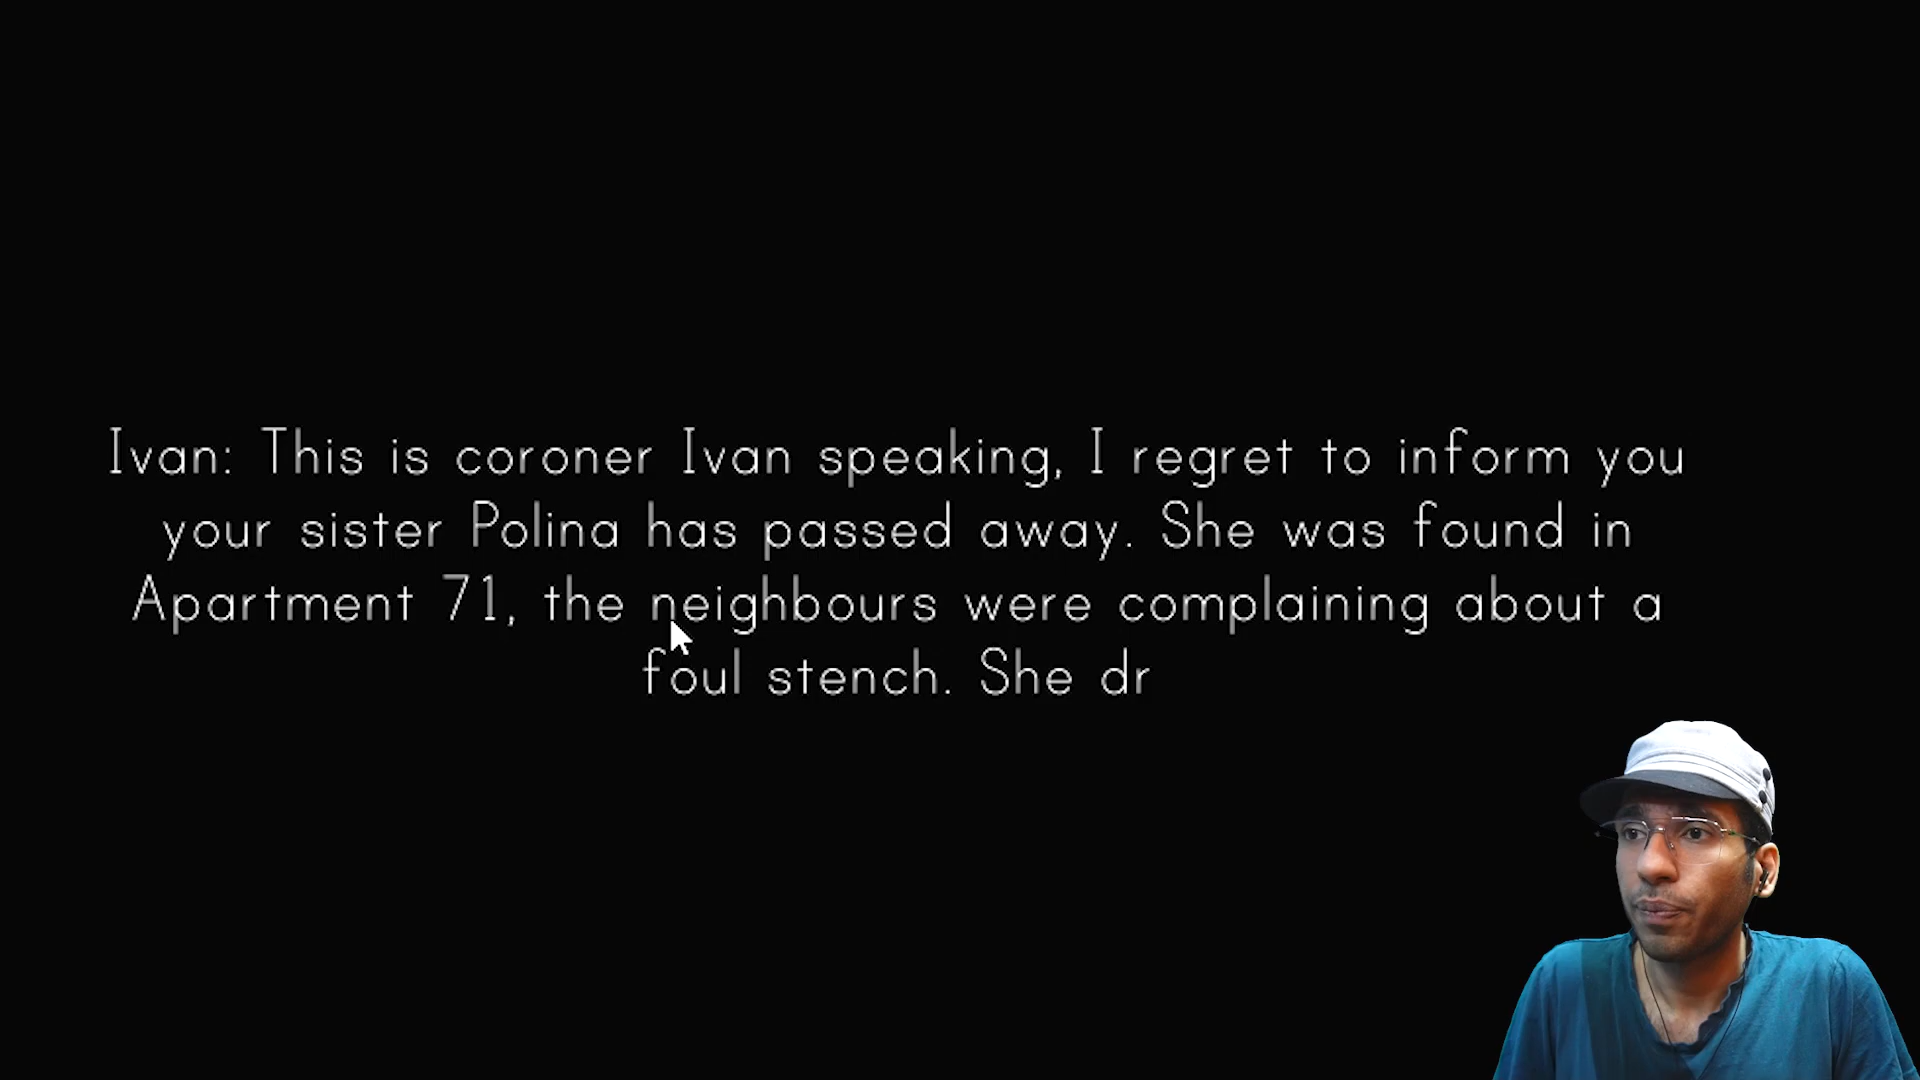 Ivan: This is coroner Ivan speaking, I regret to inform you
your sister Polina has passed away. She was found in
Apartment 71, the neighbours were complaining about a
foul stench. She dr